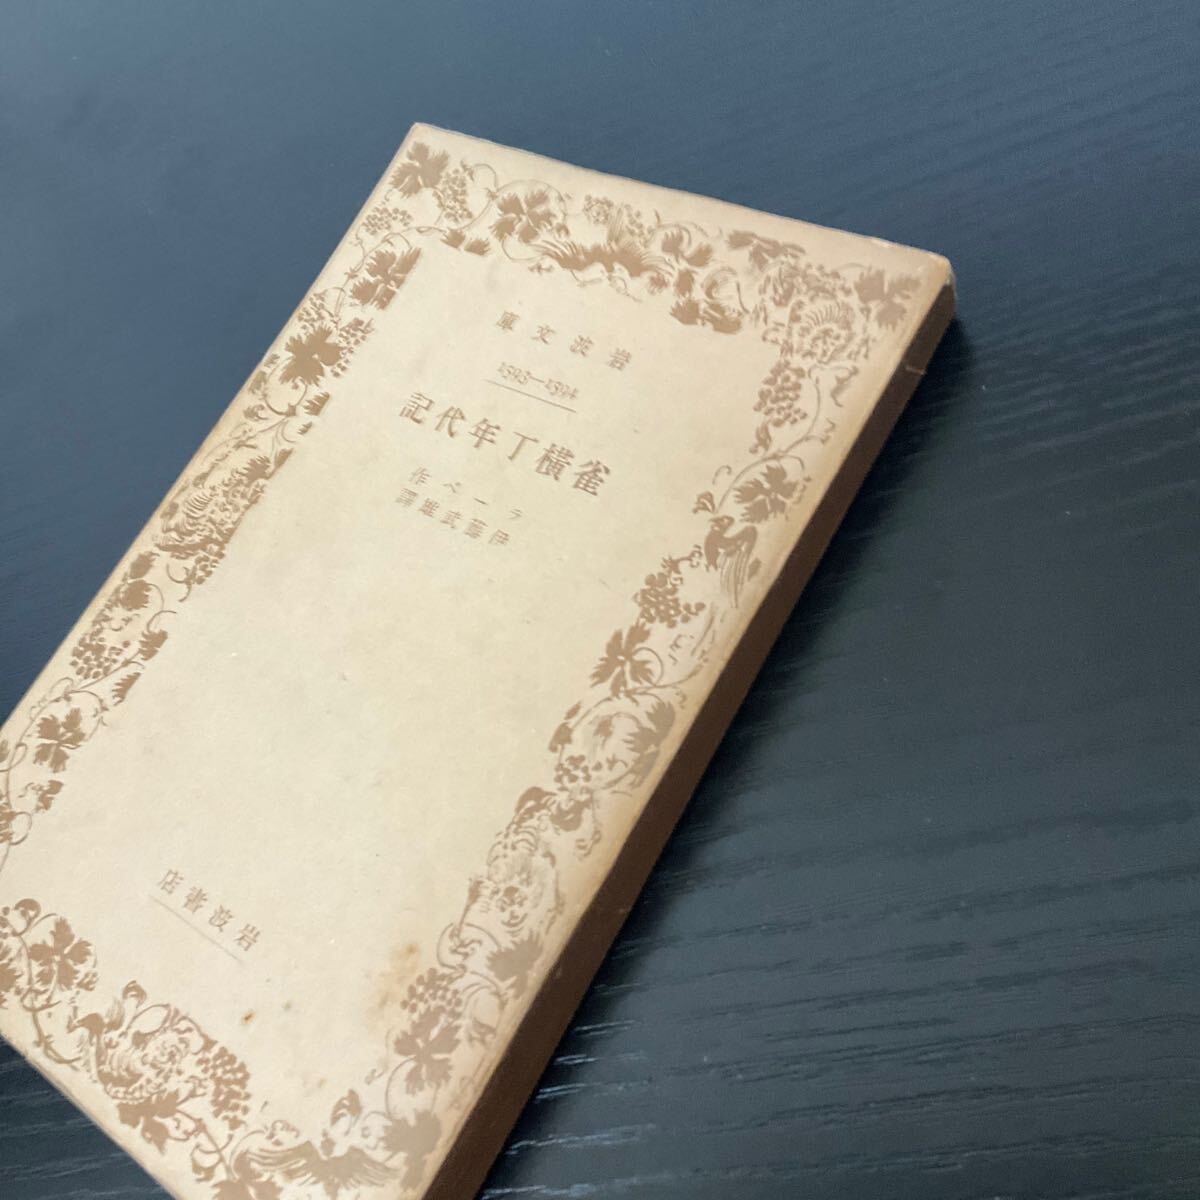 岩波文庫
1593—1594
雀横丁年代記
ラーベ作
伊藤武雄譯
岩波書店